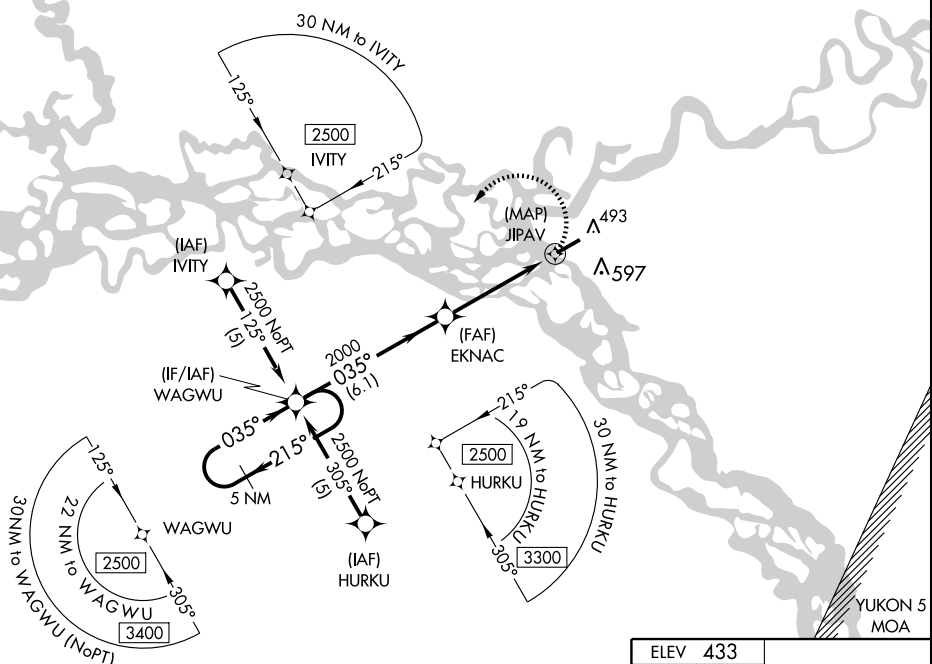 30 NM to IVITY
125°
2500
IVITY
215°
(MAP)
JIPAV
493
597
(IAF)
IVITY
2500 NoPT
125°
(5)
(FAF)
EKNAC
2000
035°
(6.1)
(IF/IAF)
WAGWU
035°
215°
5 NM
2500 NoPT
305°
(5)
(IAF)
HURKU
215°
2500
HURKU
19 NM to HURKU
30 NM to HURKU
305°
3300
125°
WAGWU
22 NM to WAGWU
2500
30NM to WAGWU (NoPT)
305°
3400
YUKON 5
MOA
ELEV 433